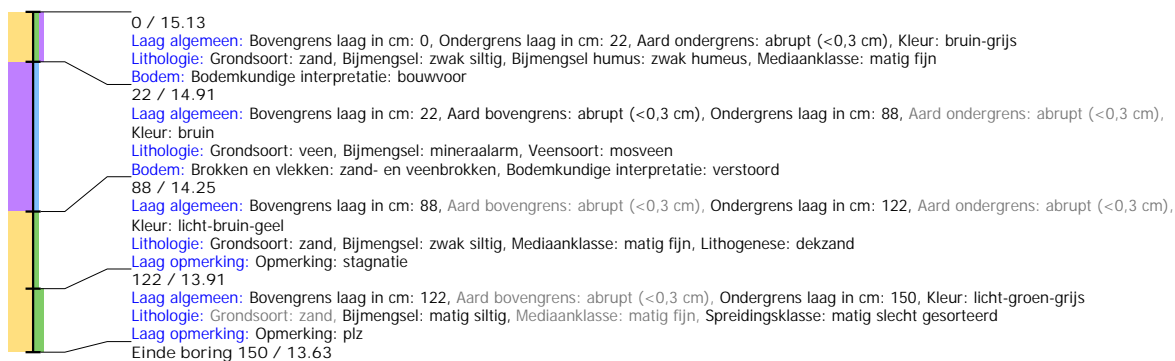 0 / 15.13
Laag algemeen: Bovengrens laag in cm: 0, Ondergrens laag in cm: 22, Aard ondergrens: abrupt (<0,3 cm), Kleur: bruin-grijs
Lithologie: Grondsoort: zand, Bijmengsel: zwak siltig, Bijmengsel humus: zwak humeus, Mediaanklasse: matig fijn
Bodem: Bodemkundige interpretatie: bouwvoor
22 / 14.91
Laag algemeen: Bovengrens laag in cm: 22, Aard bovengrens: abrupt (<0,3 cm), Ondergrens laag in cm: 88, Aard ondergrens: abrupt (<0,3 cm),
Kleur: bruin
Lithologie: Grondsoort: veen, Bijmengsel: mineraalarm, Veensoort: mosveen
Bodem: Brokken en vlekken: zand- en veenbrokken, Bodemkundige interpretatie: verstoord
88 / 14.25
Laag algemeen: Bovengrens laag in cm: 88, Aard bovengrens: abrupt (<0,3 cm), Ondergrens laag in cm: 122, Aard ondergrens: abrupt (<0,3 cm),
Kleur: licht-bruin-geel
Lithologie: Grondsoort: zand, Bijmengsel: zwak siltig, Mediaanklasse: matig fijn, Lithogenese: dekzand
Laag opmerking: Opmerking: stagnatie
122 / 13.91
Laag algemeen: Bovengrens laag in cm: 122, Aard bovengrens: abrupt (<0,3 cm), Ondergrens laag in cm: 150, Kleur: licht-groen-grijs
Lithologie: Grondsoort: zand, Bijmengsel: matig siltig, Mediaanklasse: matig fijn, Spreidingsklasse: matig slecht gesorteerd
Laag opmerking: Opmerking: plz
Einde boring 150 / 13.63